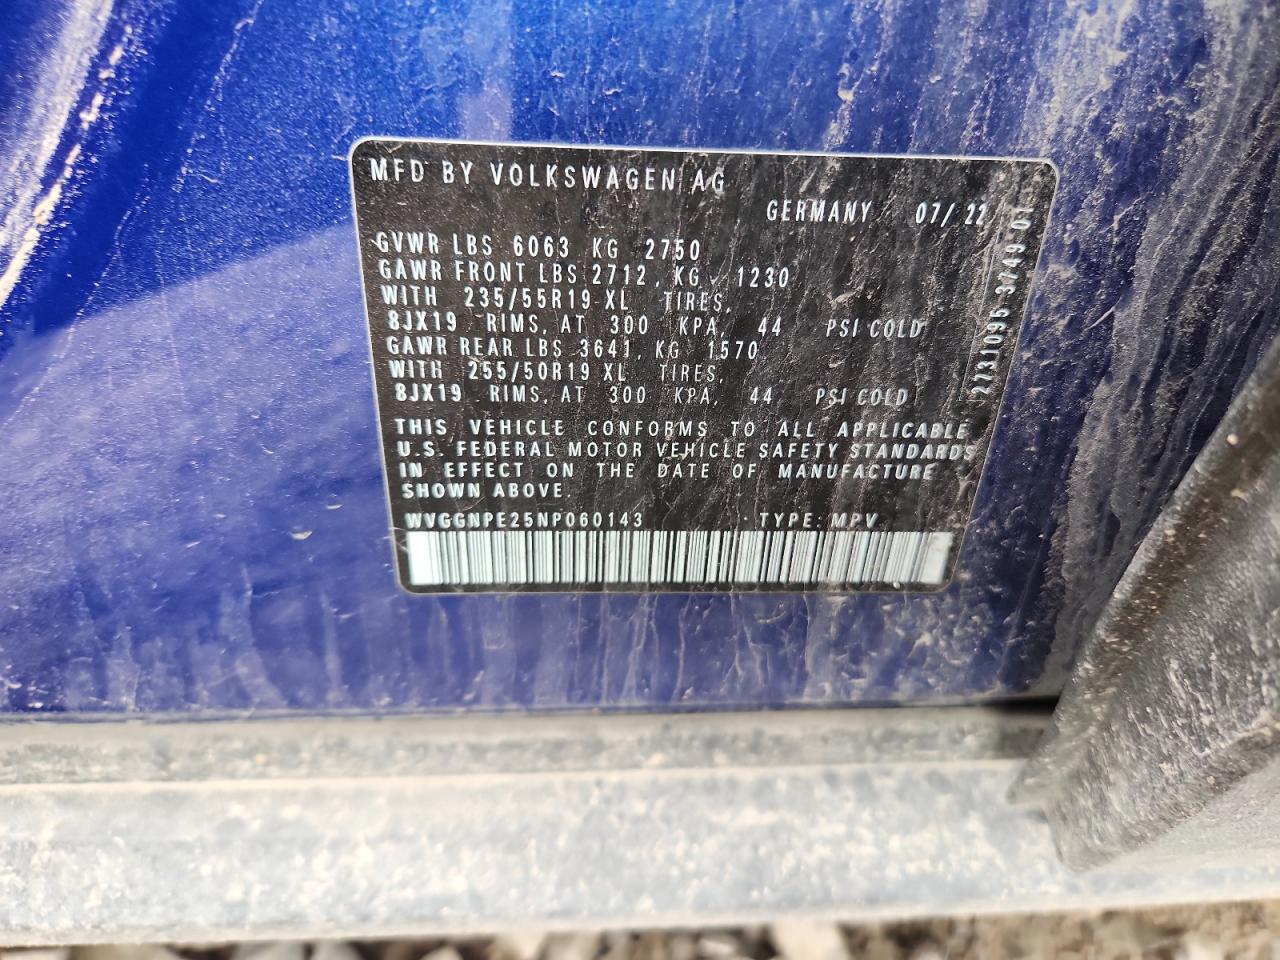 MFD BY VOLKSWAGEN AG
GERMANY 07/22
GVWR LBS 6063 KG 2750
GAWR FRONT LBS 2712, KG 1230
WITH 235/55R19 XL TIRES,
8JX19 RIMS, AT 300 KPA, 44 PSI COLD
GAWR REAR LBS 3641, KG 1570
WITH 255/50R19 XL TIRES,
8JX19 RIMS, AT 300 KPA, 44 PSI COLD
THIS VEHICLE CONFORMS TO ALL APPLICABLE
U.S. FEDERAL MOTOR VEHICLE SAFETY STANDARDS
IN EFFECT ON THE DATE OF MANUFACTURE
SHOWN ABOVE.
WVGGNPE25NP060143 TYPE: MPV
2731095 3749 01